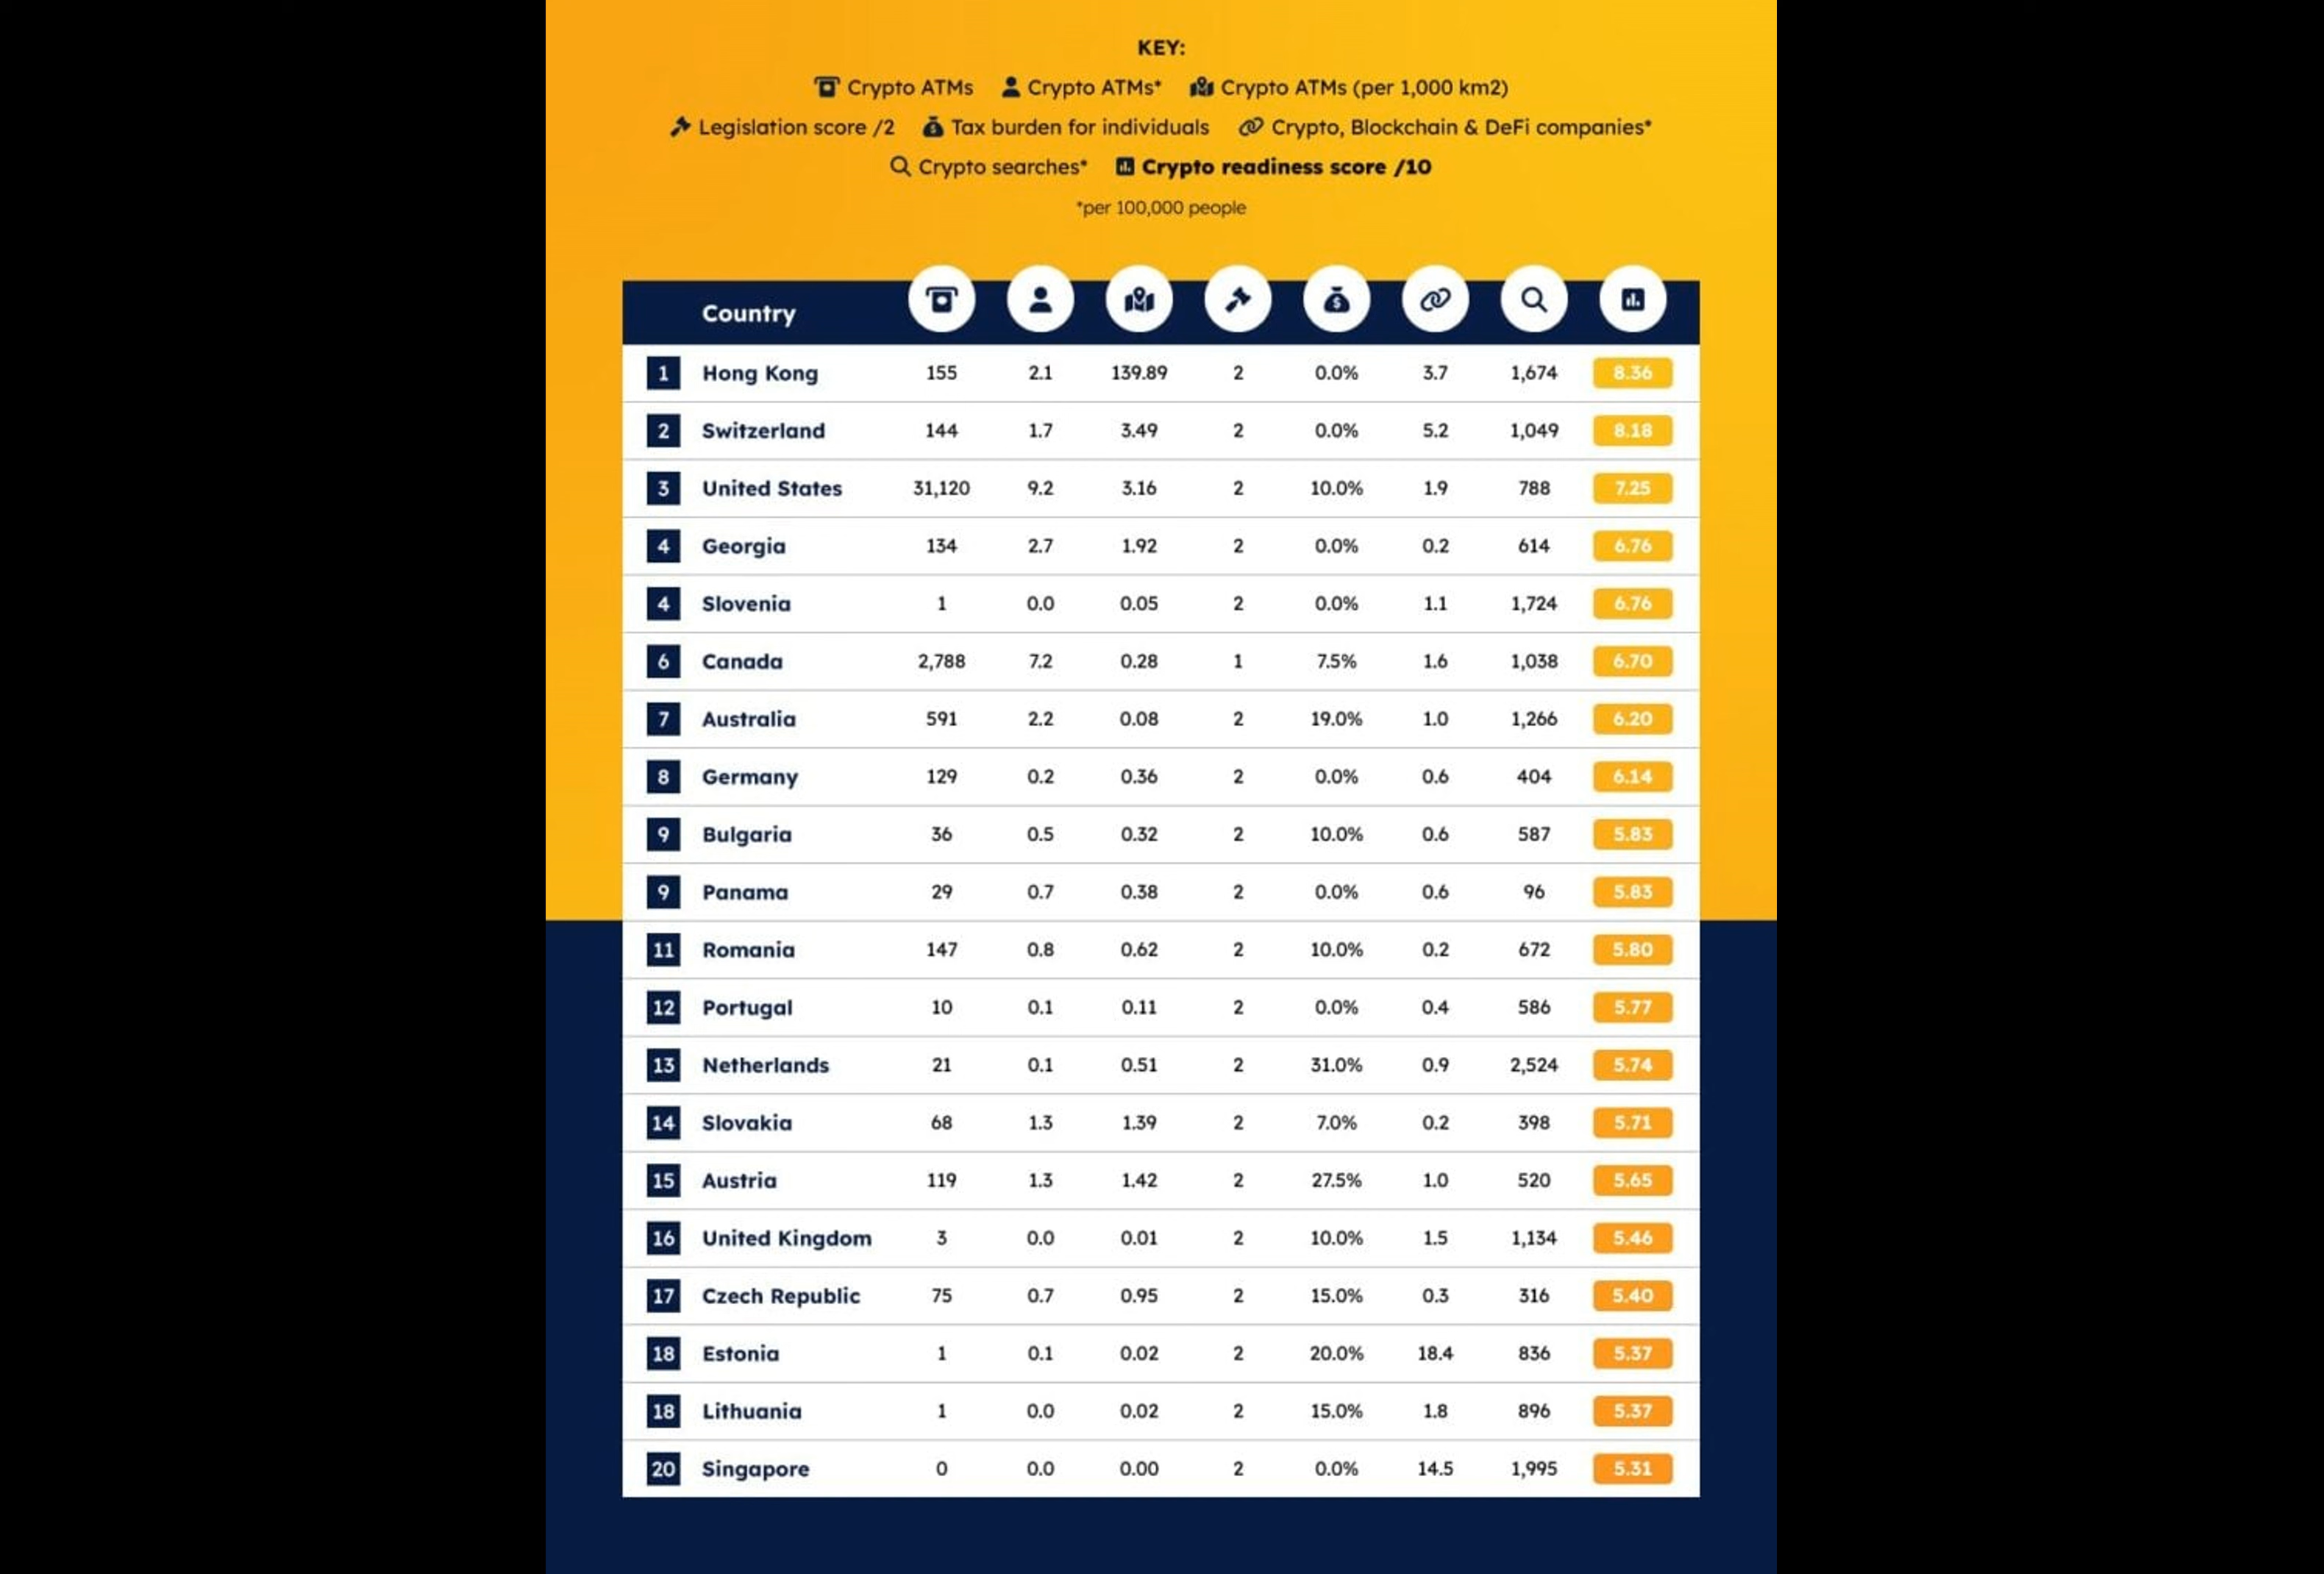 KEY:
Crypto ATMs Crypto ATMs* Crypto ATMs (per 1,000 km2)
Legislation score /2 Tax burden for individuals Crypto, Blockchain & DeFi companies*
Crypto searches* Crypto readiness score /10
*per 100,000 people
Country
1 Hong Kong 155 2.1 139.89 2 0.0% 3.7 1,674 8.36
2 Switzerland 144 1.7 3.49 2 0.0% 5.2 1,049 8.18
3 United States 31,120 9.2 3.16 2 10.0% 1.9 788 7.25
4 Georgia 134 2.7 1.92 2 0.0% 0.2 614 6.76
4 Slovenia 1 0.0 0.05 2 0.0% 1.1 1,724 6.76
6 Canada 2,788 7.2 0.28 1 7.5% 1.6 1,038 6.70
7 Australia 591 2.2 0.08 2 19.0% 1.0 1,266 6.20
8 Germany 129 0.2 0.36 2 0.0% 0.6 404 6.14
9 Bulgaria 36 0.5 0.32 2 10.0% 0.6 587 5.83
9 Panama 29 0.7 0.38 2 0.0% 0.6 96 5.83
11 Romania 147 0.8 0.62 2 10.0% 0.2 672 5.80
12 Portugal 10 0.1 0.11 2 0.0% 0.4 586 5.77
13 Netherlands 21 0.1 0.51 2 31.0% 0.9 2,524 5.74
14 Slovakia 68 1.3 1.39 2 7.0% 0.2 398 5.71
15 Austria 119 1.3 1.42 2 27.5% 1.0 520 5.65
16 United Kingdom 3 0.0 0.01 2 10.0% 1.5 1,134 5.46
17 Czech Republic 75 0.7 0.95 2 15.0% 0.3 316 5.40
18 Estonia 1 0.1 0.02 2 20.0% 18.4 836 5.37
18 Lithuania 1 0.0 0.02 2 15.0% 1.8 896 5.37
20 Singapore 0 0.0 0.00 2 0.0% 14.5 1,995 5.31